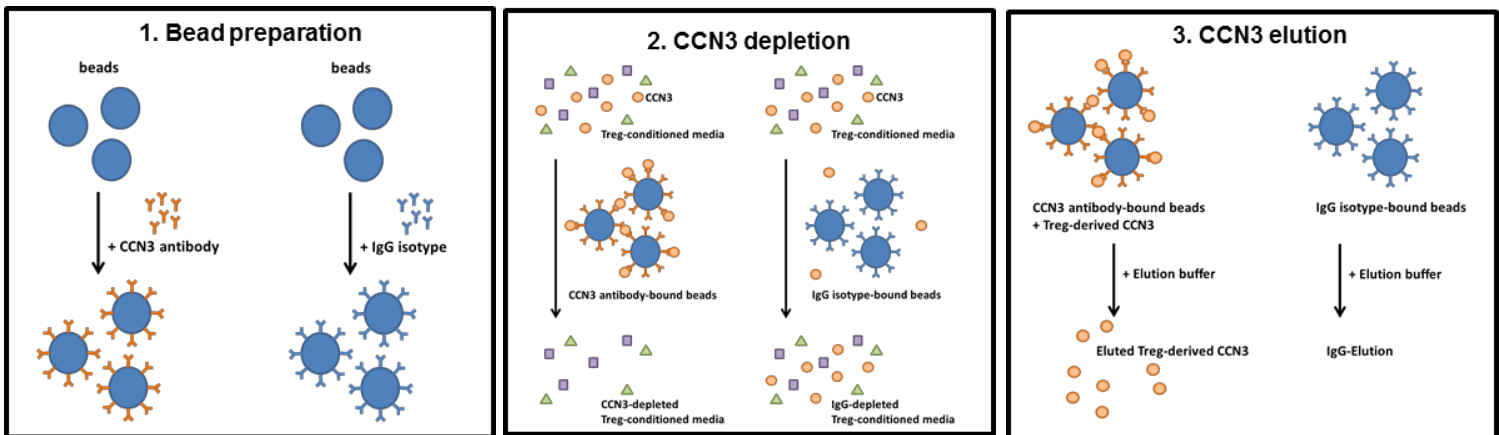 1. Bead preparation
beads
beads
+ CCN3 antibody
+ IgG isotype
2. CCN3 depletion
CCN3
CCN3
Treg-conditioned media
Treg-conditioned media
CCN3 antibody-bound beads
IgG isotype-bound beads
CCN3-depleted
Treg-conditioned media
IgG-depleted
Treg-conditioned media
3. CCN3 elution
CCN3 antibody-bound beads
+ Treg-derived CCN3
IgG isotype-bound beads
+ Elution buffer
+ Elution buffer
Eluted Treg-derived CCN3
IgG-Elution